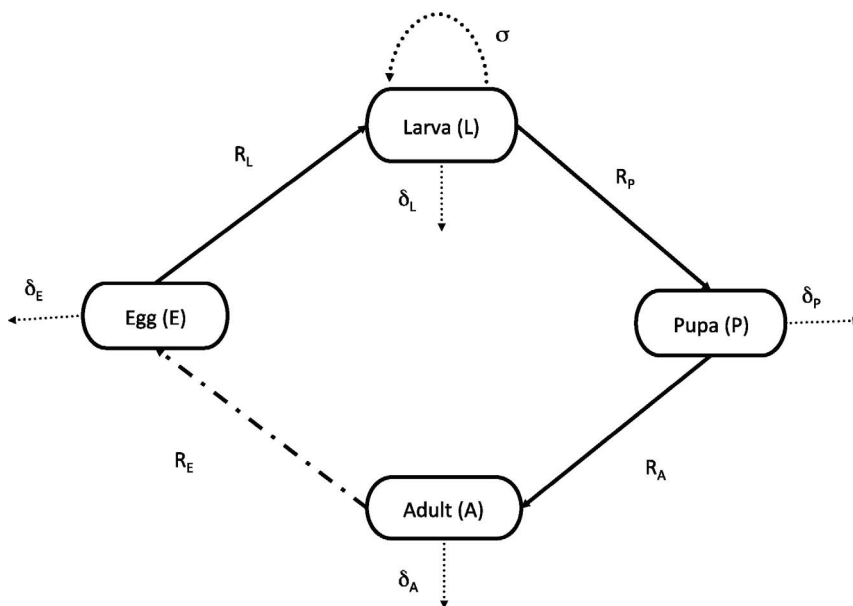 σ
Larva (L)
R_L
R_P
δ_L
δ_E
δ_P
Egg (E)
Pupa (P)
R_E
R_A
Adult (A)
δ_A